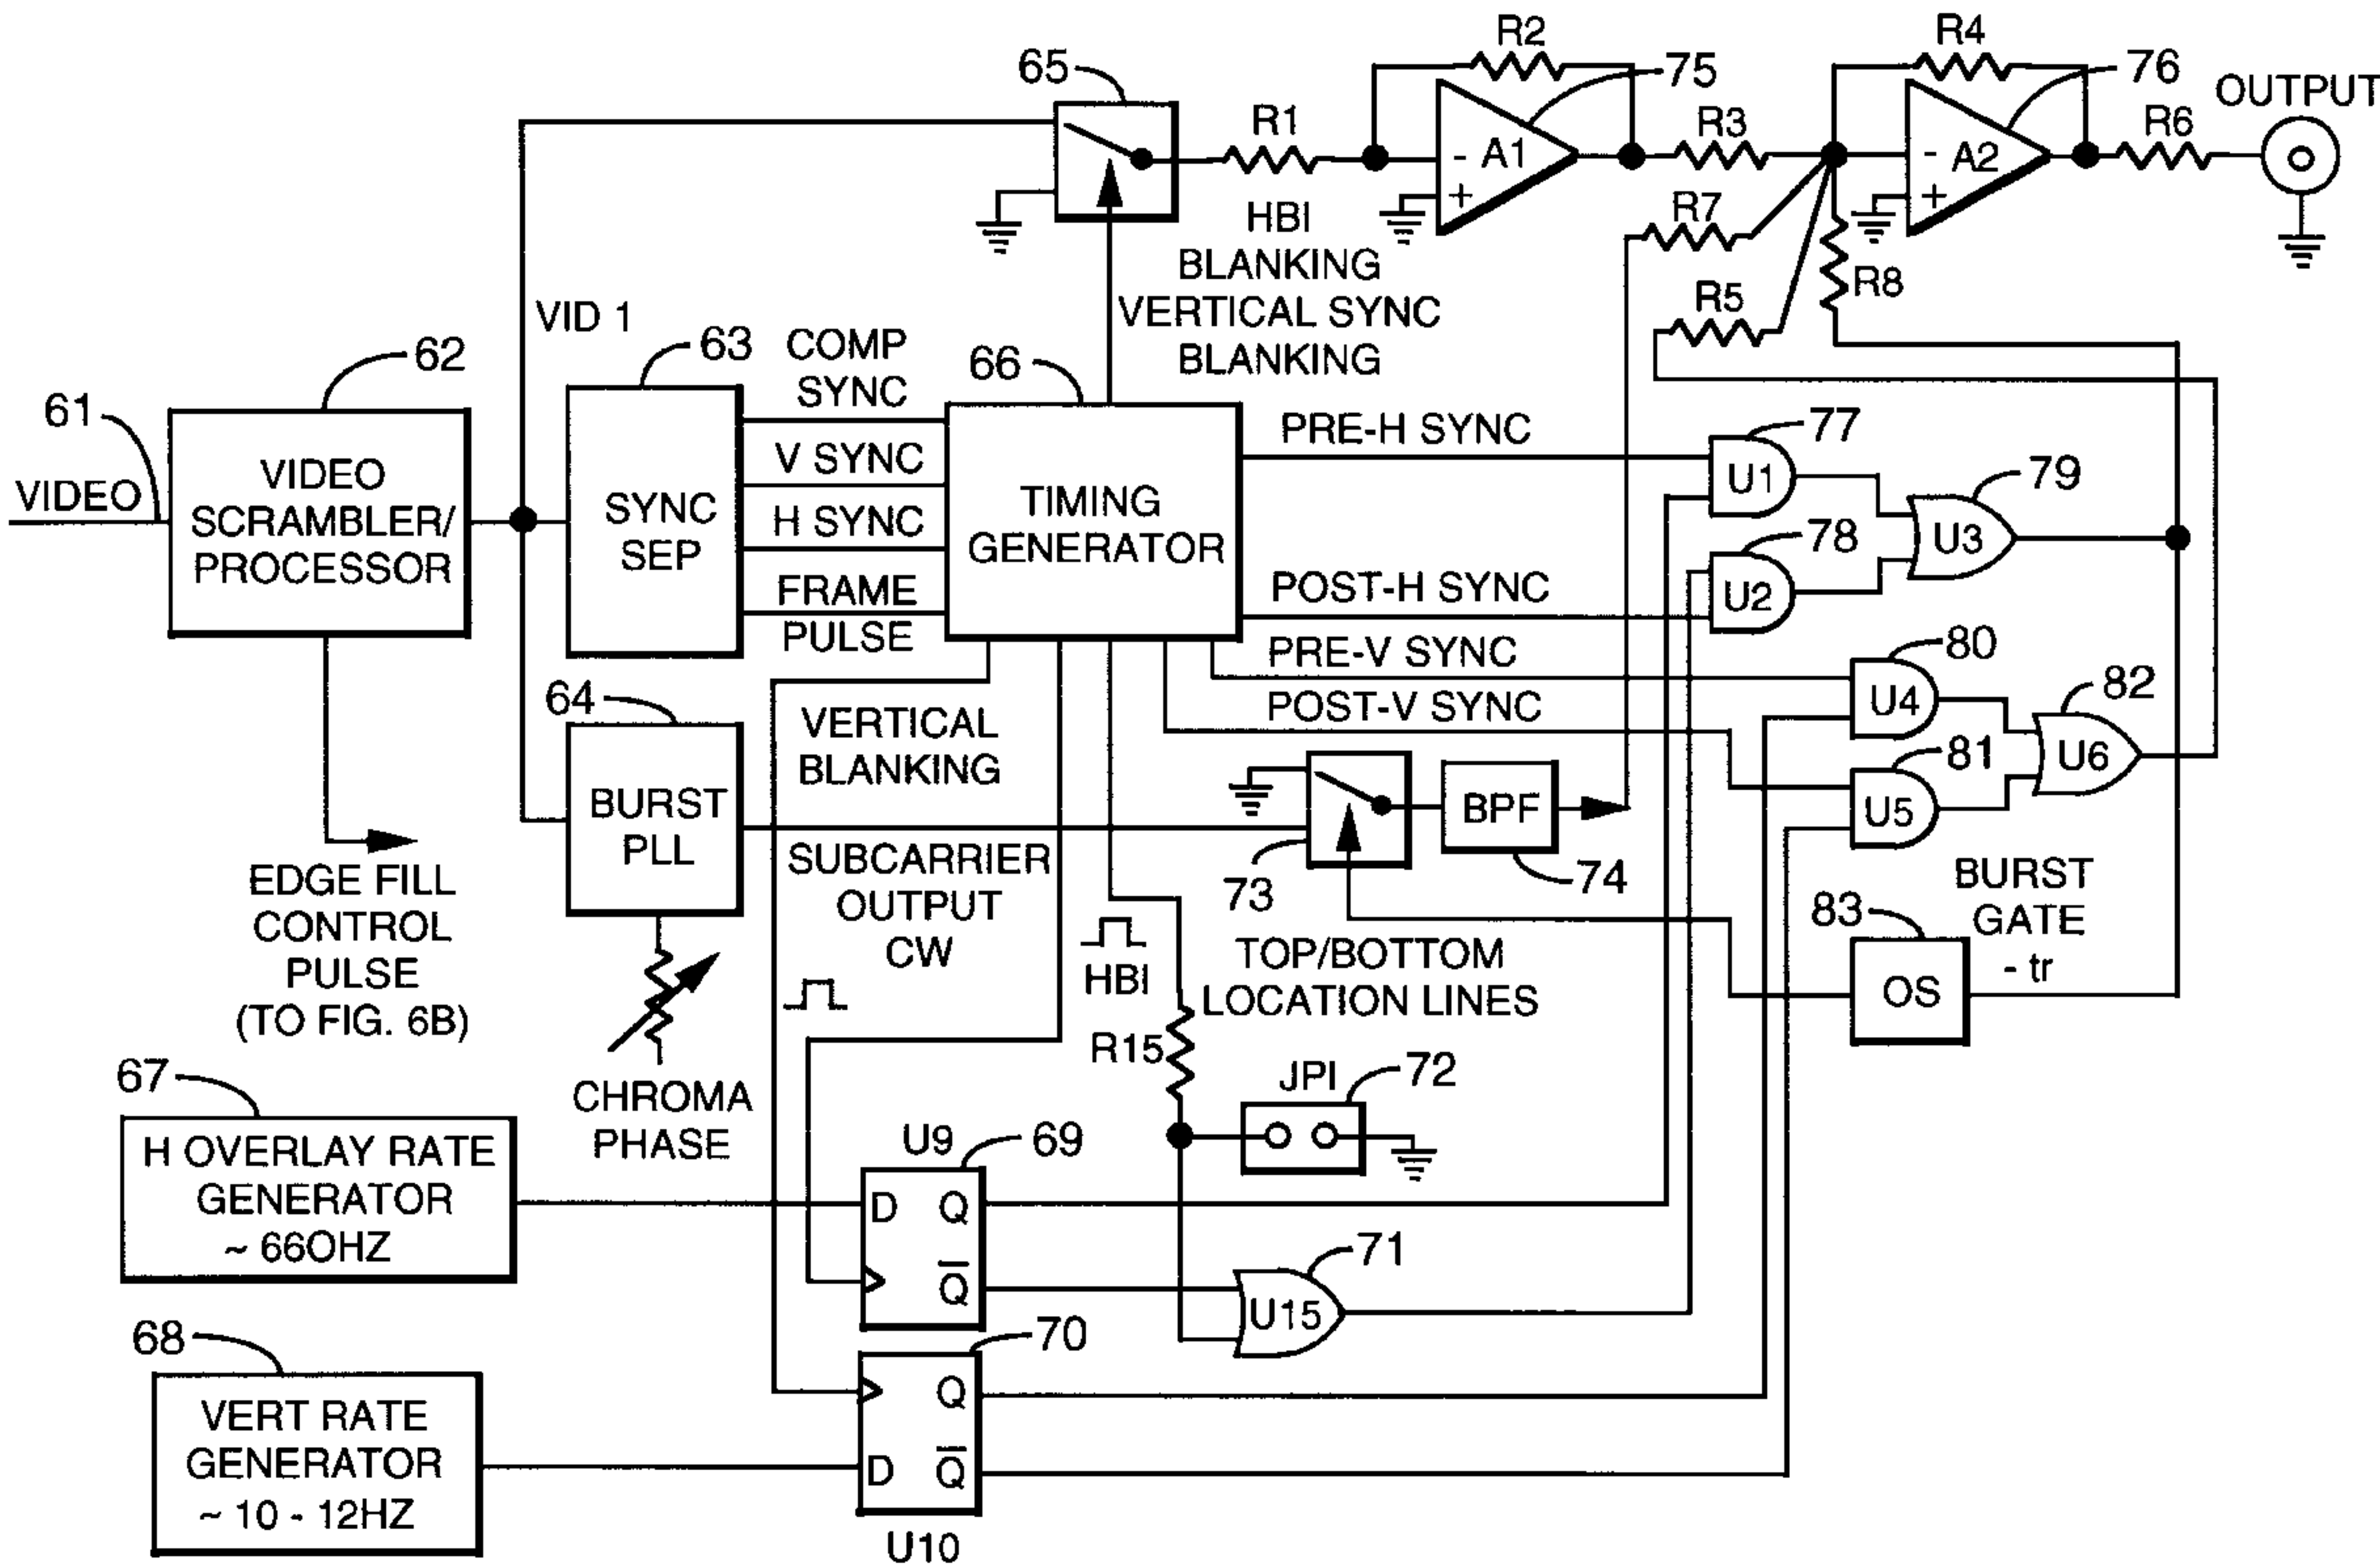 R2
R4
65
75
76
OUTPUT
R1
R3
R6
- A1
+
- A2
+
R7
HBI
BLANKING
VERTICAL SYNC
BLANKING
R5
R8
VID 1
62
63
COMP
SYNC
66
61
VIDEO
VIDEO
SCRAMBLER/
PROCESSOR
SYNC
SEP
V SYNC
H SYNC
FRAME
PULSE
TIMING
GENERATOR
PRE-H SYNC
77
U1
79
U3
78
POST-H SYNC
U2
PRE-V SYNC
80
POST-V SYNC
U4
82
81
U6
U5
64
BURST
PLL
VERTICAL
BLANKING
BPF
73
74
SUBCARRIER
OUTPUT
CW
EDGE FILL
CONTROL
PULSE
(TO FIG. 6B)
HBI
TOP/BOTTOM
LOCATION LINES
83
BURST
GATE
- tr
OS
R15
JPI
72
CHROMA
PHASE
67
H OVERLAY RATE
GENERATOR
~ 66OHZ
U9
69
D Q
Q
71
U15
68
70
VERT RATE
GENERATOR
~ 10 - 12HZ
Q
D Q
U10